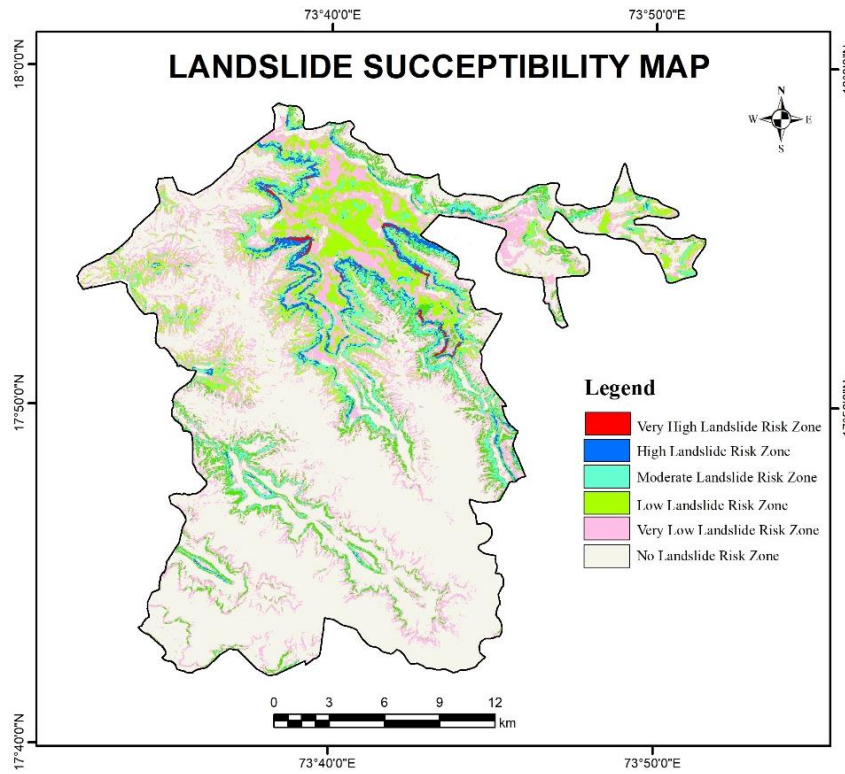 73°40'0"E 73°50'0"E
18°0'0"N
LANDSLIDE SUCCEPTIBILITY MAP
N
W E
S
17°50'0"N
Legend
Very High Landslide Risk Zone
High Landslide Risk Zone
Moderate Landslide Risk Zone
Low Landslide Risk Zone
Very Low Landslide Risk Zone
No Landslide Risk Zone
0 3 6 9 12
km
17°40'0"N
73°40'0"E 73°50'0"E